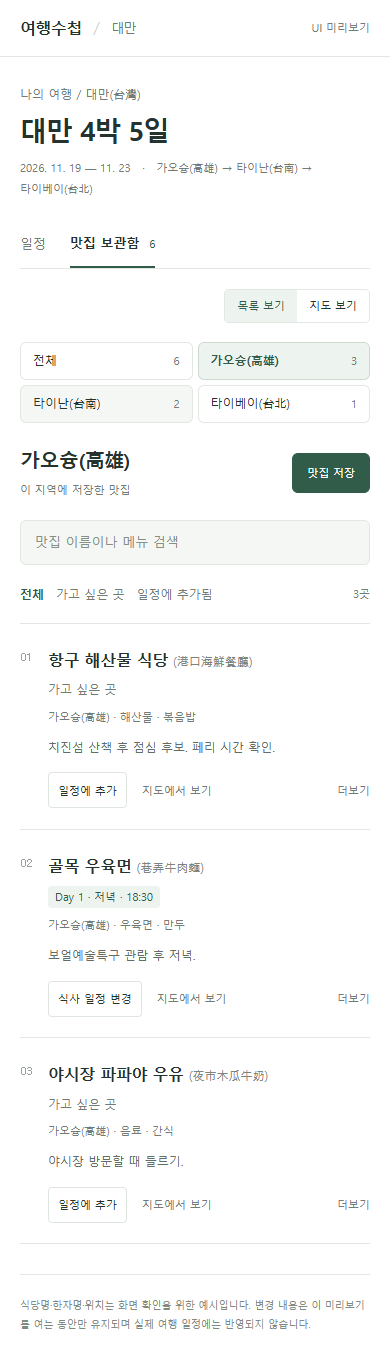 여행수첩 / 대만
UI 미리보기
나의 여행 / 대만(台灣)
대만 4박 5일
2026. 11. 19 — 11. 23 · 가오슝(高雄) → 타이난(台南) →
타이베이(台北)
일정 맛집 보관함 6
목록 보기 지도 보기
전체 6
가오슝(高雄) 3
타이난(台南) 2
타이베이(台北) 1
가오슝(高雄)
이 지역에 저장한 맛집
맛집 저장
맛집 이름이나 메뉴 검색
전체 가고 싶은 곳 일정에 추가됨 3곳
01 항구 해산물 식당 (港口海鮮餐廳)
가고 싶은 곳
가오슝(高雄) · 해산물 · 볶음밥
치진섬 산책 후 점심 후보. 페리 시간 확인.
일정에 추가 지도에서 보기 더보기
02 골목 우육면 (巷弄牛肉麵)
Day 1 · 저녁 · 18:30
가오슝(高雄) · 우육면 · 만두
보얼예술특구 관람 후 저녁.
식사 일정 변경 지도에서 보기 더보기
03 야시장 파파야 우유 (夜市木瓜牛奶)
가고 싶은 곳
가오슝(高雄) · 음료 · 간식
야시장 방문할 때 들르기.
일정에 추가 지도에서 보기 더보기
식당명·한자명·위치는 화면 확인을 위한 예시입니다. 변경 내용은 이 미리보기
를 여는 동안만 유지되며 실제 여행 일정에는 반영되지 않습니다.